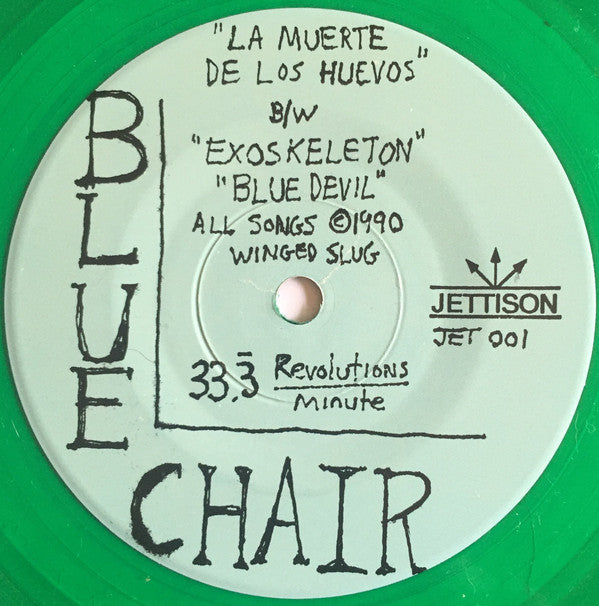 "LA MUERTE
DE LOS HUEVOS"
B/W
"EXOSKELETON"
"BLUE DEVIL"
ALL SONGS ©1990
WINGED SLUG
JETTISON
JET 001
33.3̅ Revolutions
Minute
BLUE
CHAIR